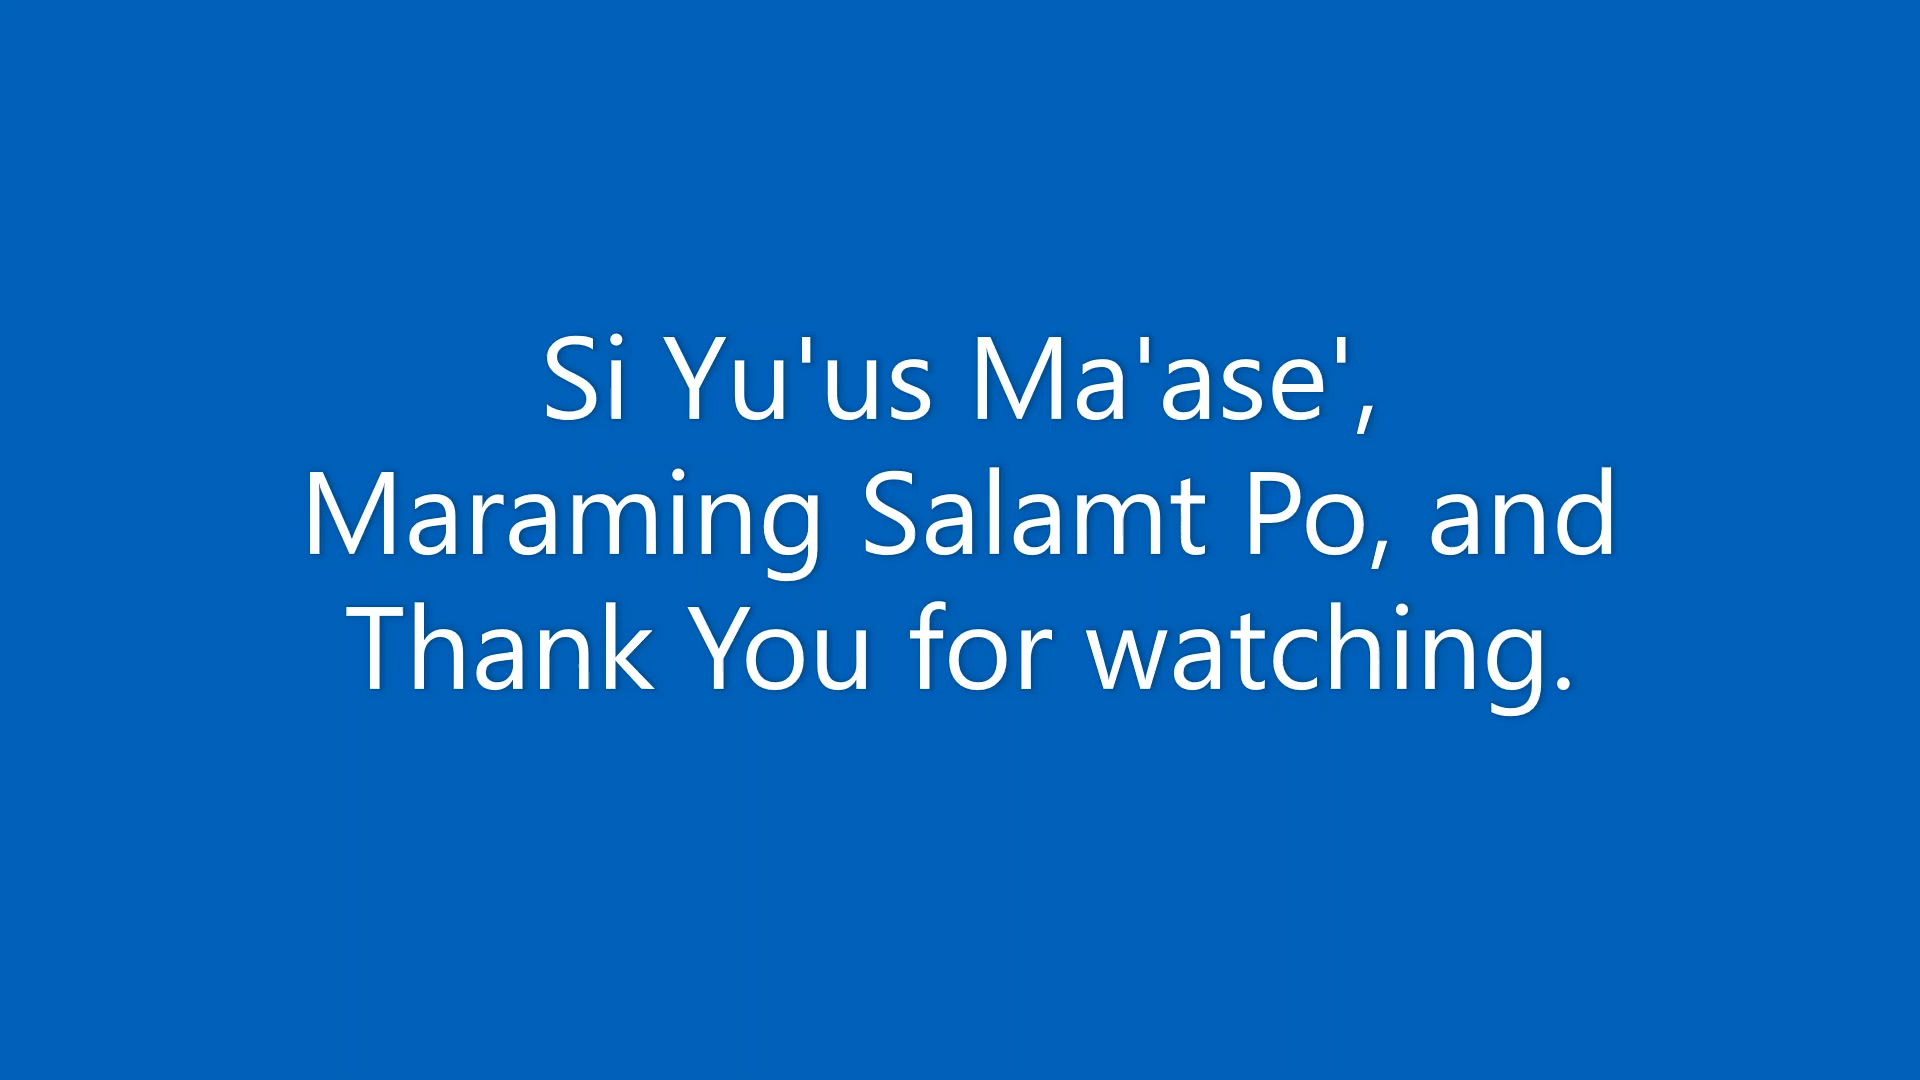 Si Yu'us Ma'ase',
Maraming Salamt Po, and
Thank You for watching.